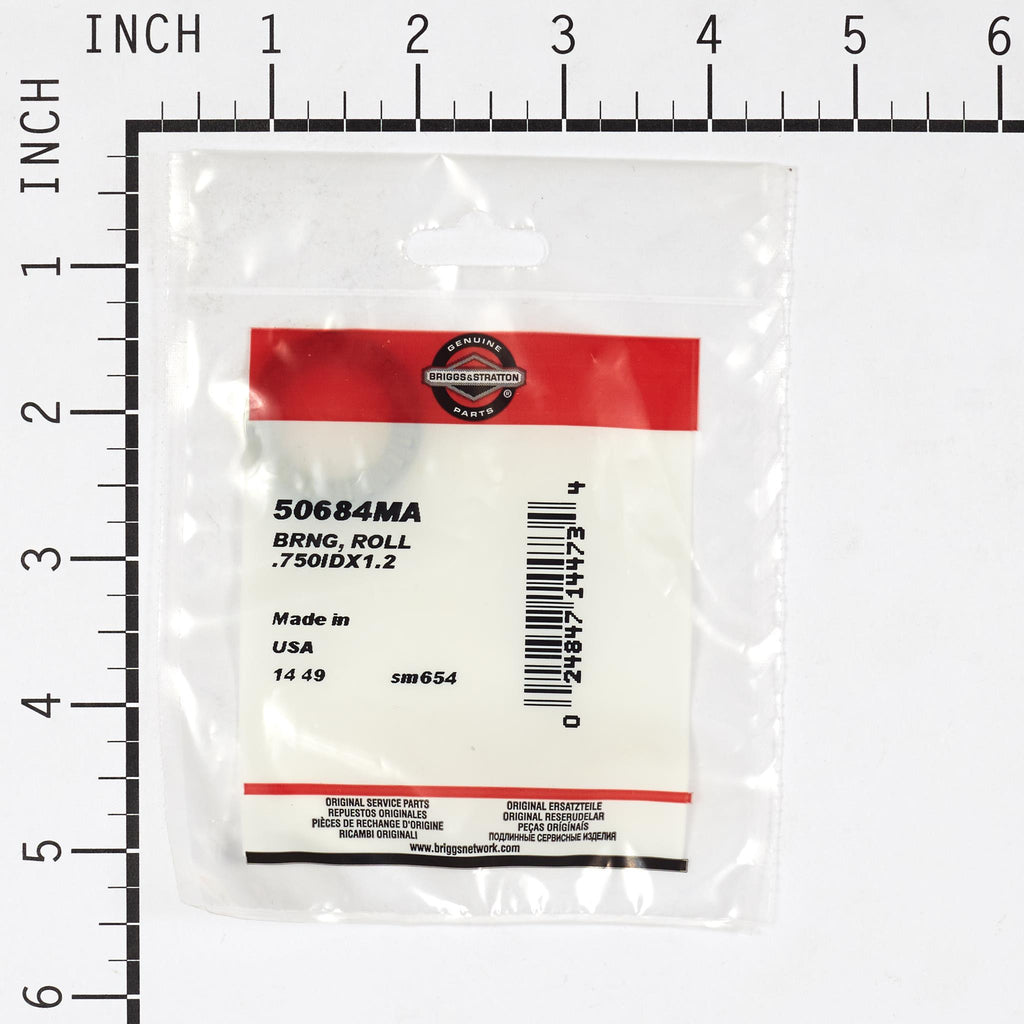 INCH 1 2 3 4 5 6
INCH
1
2
3
4
5
6
GENUINE
BRIGGS&STRATTON
®
PARTS
50684MA
BRNG, ROLL
.750IDX1.2
Made in
USA
14 49 sm654
0 24847 14473 4
ORIGINAL SERVICE PARTS
REPUESTOS ORIGINALES
PIÈCES DE RECHANGE D'ORIGINE
RICAMBI ORIGINALI
ORIGINAL ERSATZTEILE
ORIGINAL RESERUDELAR
PEÇAS ORIGÍNAIS
ПОДЛИННЫЕ СЕРВИСНЫЕ ИЗДЕЛИЯ
www.briggsnetwork.com